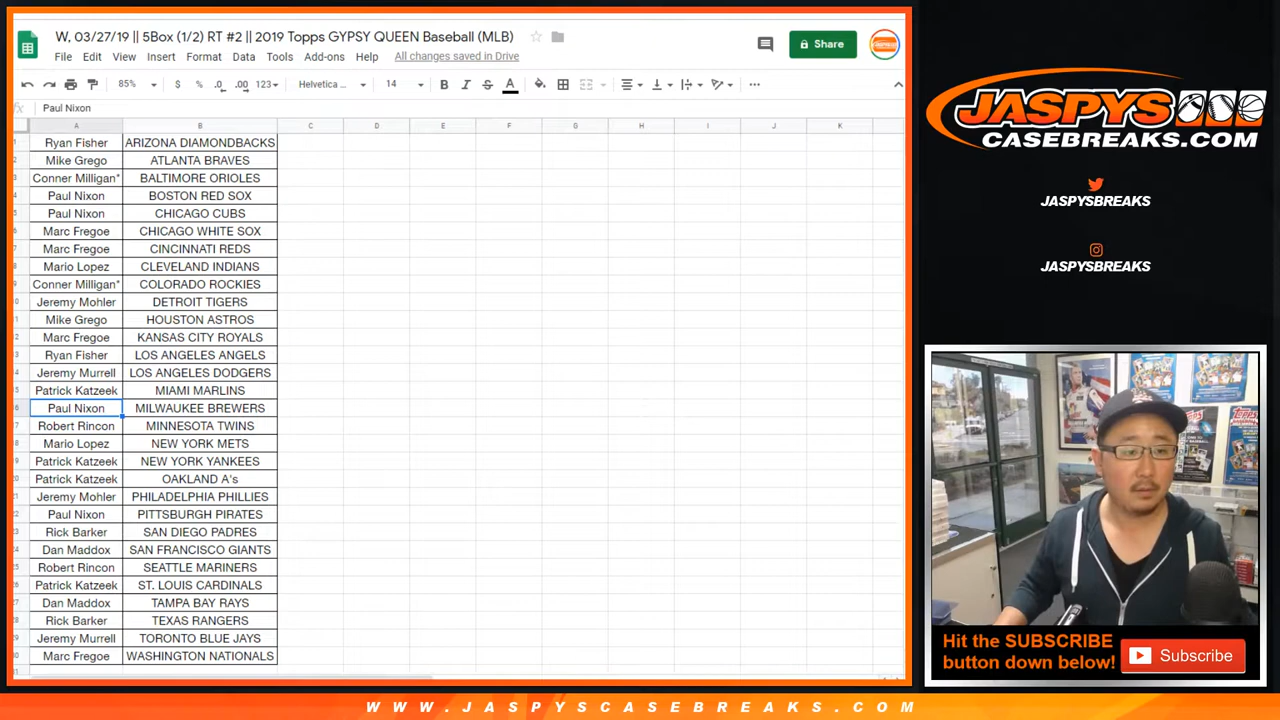 W, 03/27/19 || 5Box (1/2) RT #2 || 2019 Topps GYPSY QUEEN Baseball (MLB)
File Edit View Insert Format Data Tools Add-ons Help All changes saved in Drive
Share
85% $ % .0 .00 123 Helvetica ... 14 B I S A
fx Paul Nixon
A B C D E F G H I J K
Ryan Fisher ARIZONA DIAMONDBACKS
Mike Grego ATLANTA BRAVES
Conner Milligan* BALTIMORE ORIOLES
Paul Nixon BOSTON RED SOX
Paul Nixon CHICAGO CUBS
Marc Fregoe CHICAGO WHITE SOX
Marc Fregoe CINCINNATI REDS
Mario Lopez CLEVELAND INDIANS
Conner Milligan* COLORADO ROCKIES
Jeremy Mohler DETROIT TIGERS
Mike Grego HOUSTON ASTROS
Marc Fregoe KANSAS CITY ROYALS
Ryan Fisher LOS ANGELES ANGELS
Jeremy Murrell LOS ANGELES DODGERS
Patrick Katzeek MIAMI MARLINS
Paul Nixon MILWAUKEE BREWERS
Robert Rincon MINNESOTA TWINS
Mario Lopez NEW YORK METS
Patrick Katzeek NEW YORK YANKEES
Patrick Katzeek OAKLAND A's
Jeremy Mohler PHILADELPHIA PHILLIES
Paul Nixon PITTSBURGH PIRATES
Rick Barker SAN DIEGO PADRES
Dan Maddox SAN FRANCISCO GIANTS
Robert Rincon SEATTLE MARINERS
Patrick Katzeek ST. LOUIS CARDINALS
Dan Maddox TAMPA BAY RAYS
Rick Barker TEXAS RANGERS
Jeremy Murrell TORONTO BLUE JAYS
Marc Fregoe WASHINGTON NATIONALS
JASPYS
CASEBREAKS.COM
JASPYSBREAKS
JASPYSBREAKS
Hit the SUBSCRIBE
button down below!
Subscribe
WWW.JASPYSCASEBREAKS.COM